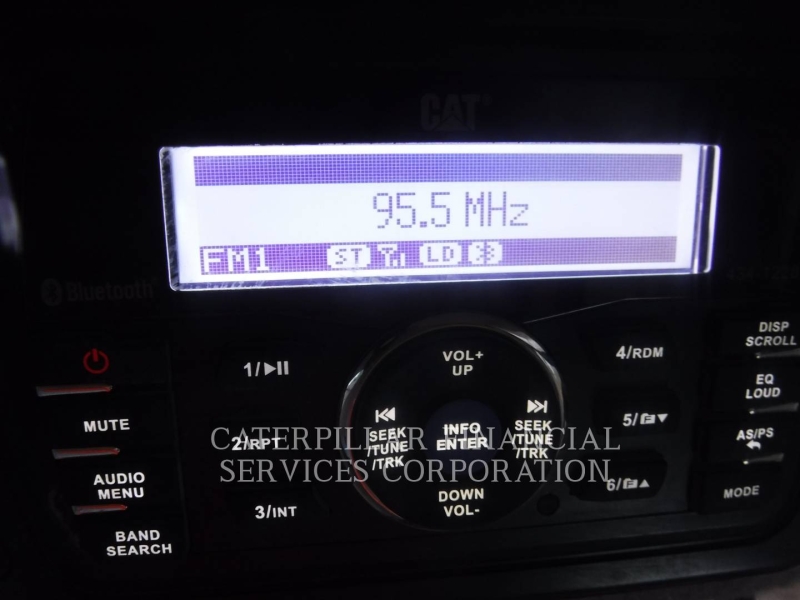 CAT
95.5 MHz
FM1 ST LD
Bluetooth
VOL+
UP
4/RDM
DISP
SCROLL
1/
MUTE
EQ
LOUD
SEEK
/TUNE
/TRK
INFO
ENTER
SEEK
/TUNE
/TRK
5/
2/RPT
AS/PS
CATERPILLAR FINANCIAL
SERVICES CORPORATION
AUDIO
MENU
DOWN
VOL-
6/
MODE
3/INT
BAND
SEARCH